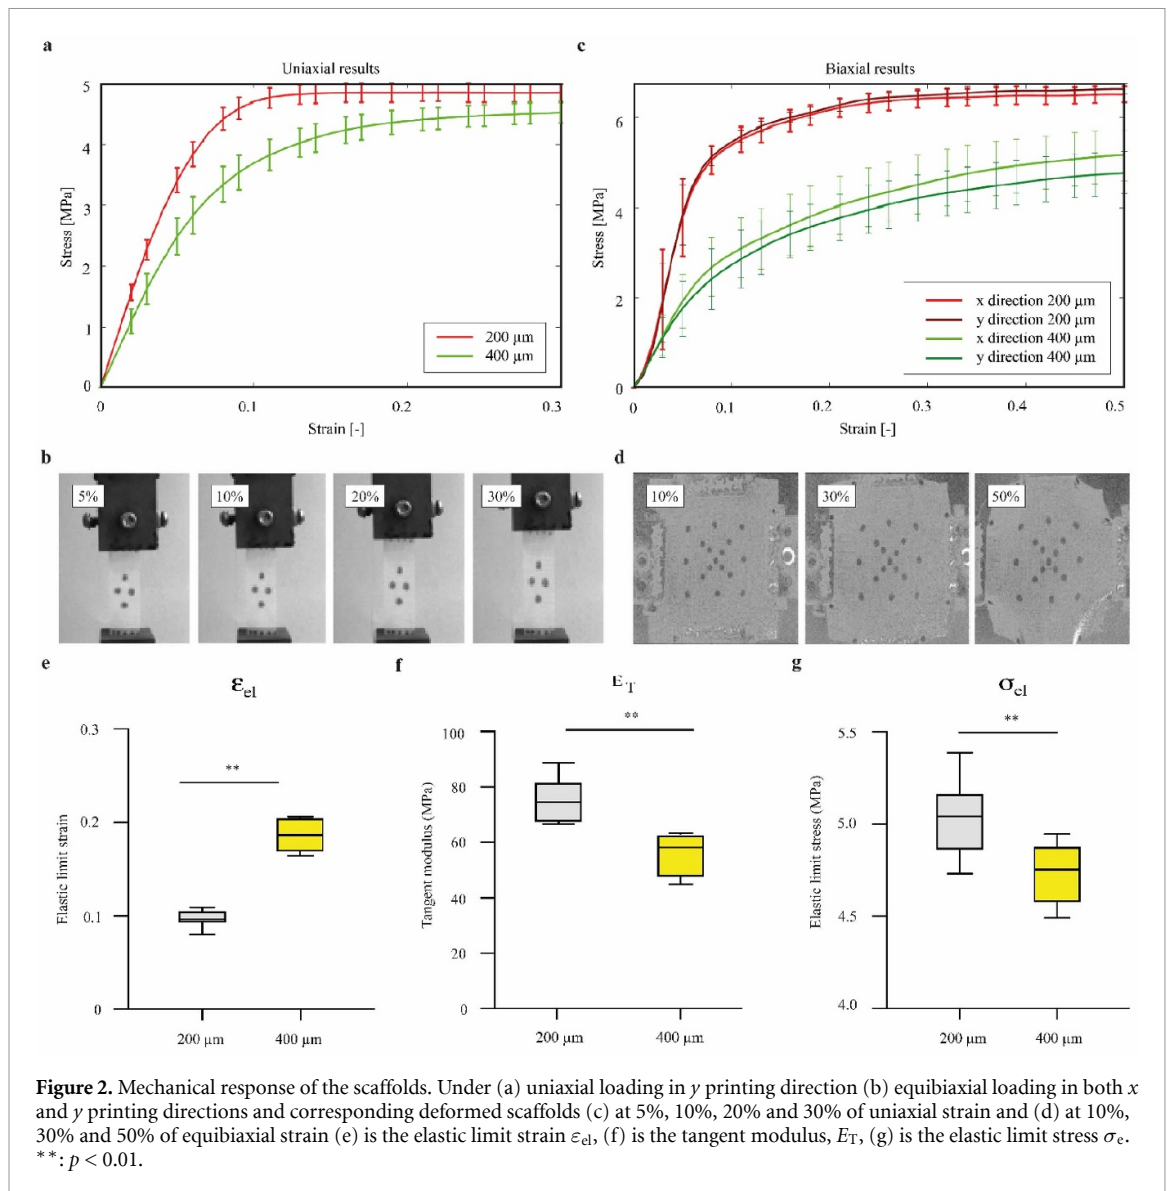 a
c
Uniaxial results
Biaxial results
5
4
3
2
1
0
Stress [MPa]
200 µm
400 µm
0
0.1
0.2
0.3
Strain [-]
6
4
2
0
Stress [MPa]
x direction 200 µm
y direction 200 µm
x direction 400 µm
y direction 400 µm
0
0.1
0.2
0.3
0.4
0.5
Strain [-]
b
5%
10%
20%
30%
d
10%
30%
50%
e
f
g
εel
0.3
0.2
0.1
0
Elastic limit strain
**
200 µm
400 µm
ET
100
80
60
40
20
0
Tangent modulus (MPa)
**
200 µm
400 µm
σel
5.5
5.0
4.5
4.0
Elastic limit stress (MPa)
**
200 µm
400 µm
Figure 2. Mechanical response of the scaffolds. Under (a) uniaxial loading in y printing direction (b) equibiaxial loading in both x
and y printing directions and corresponding deformed scaffolds (c) at 5%, 10%, 20% and 30% of uniaxial strain and (d) at 10%,
30% and 50% of equibiaxial strain (e) is the elastic limit strain εel, (f) is the tangent modulus, ET, (g) is the elastic limit stress σe.
**: p < 0.01.